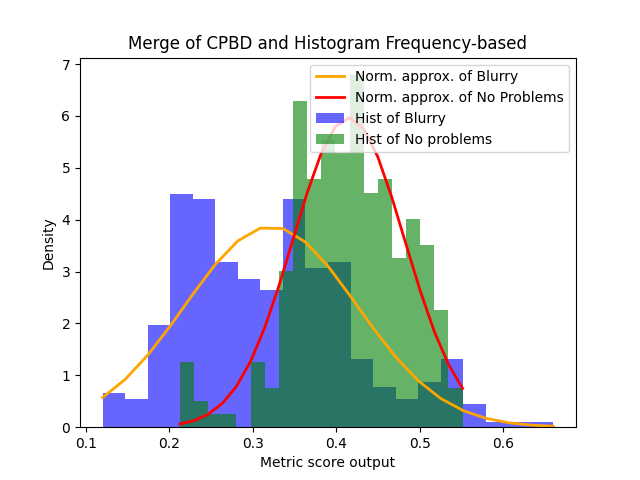 Merge of CPBD and Histogram Frequency-based
Norm. approx. of Blurry
Norm. approx. of No Problems
Hist of Blurry
Hist of No problems
Density
7
6
5
4
3
2
1
0
0.1 0.2 0.3 0.4 0.5 0.6
Metric score output